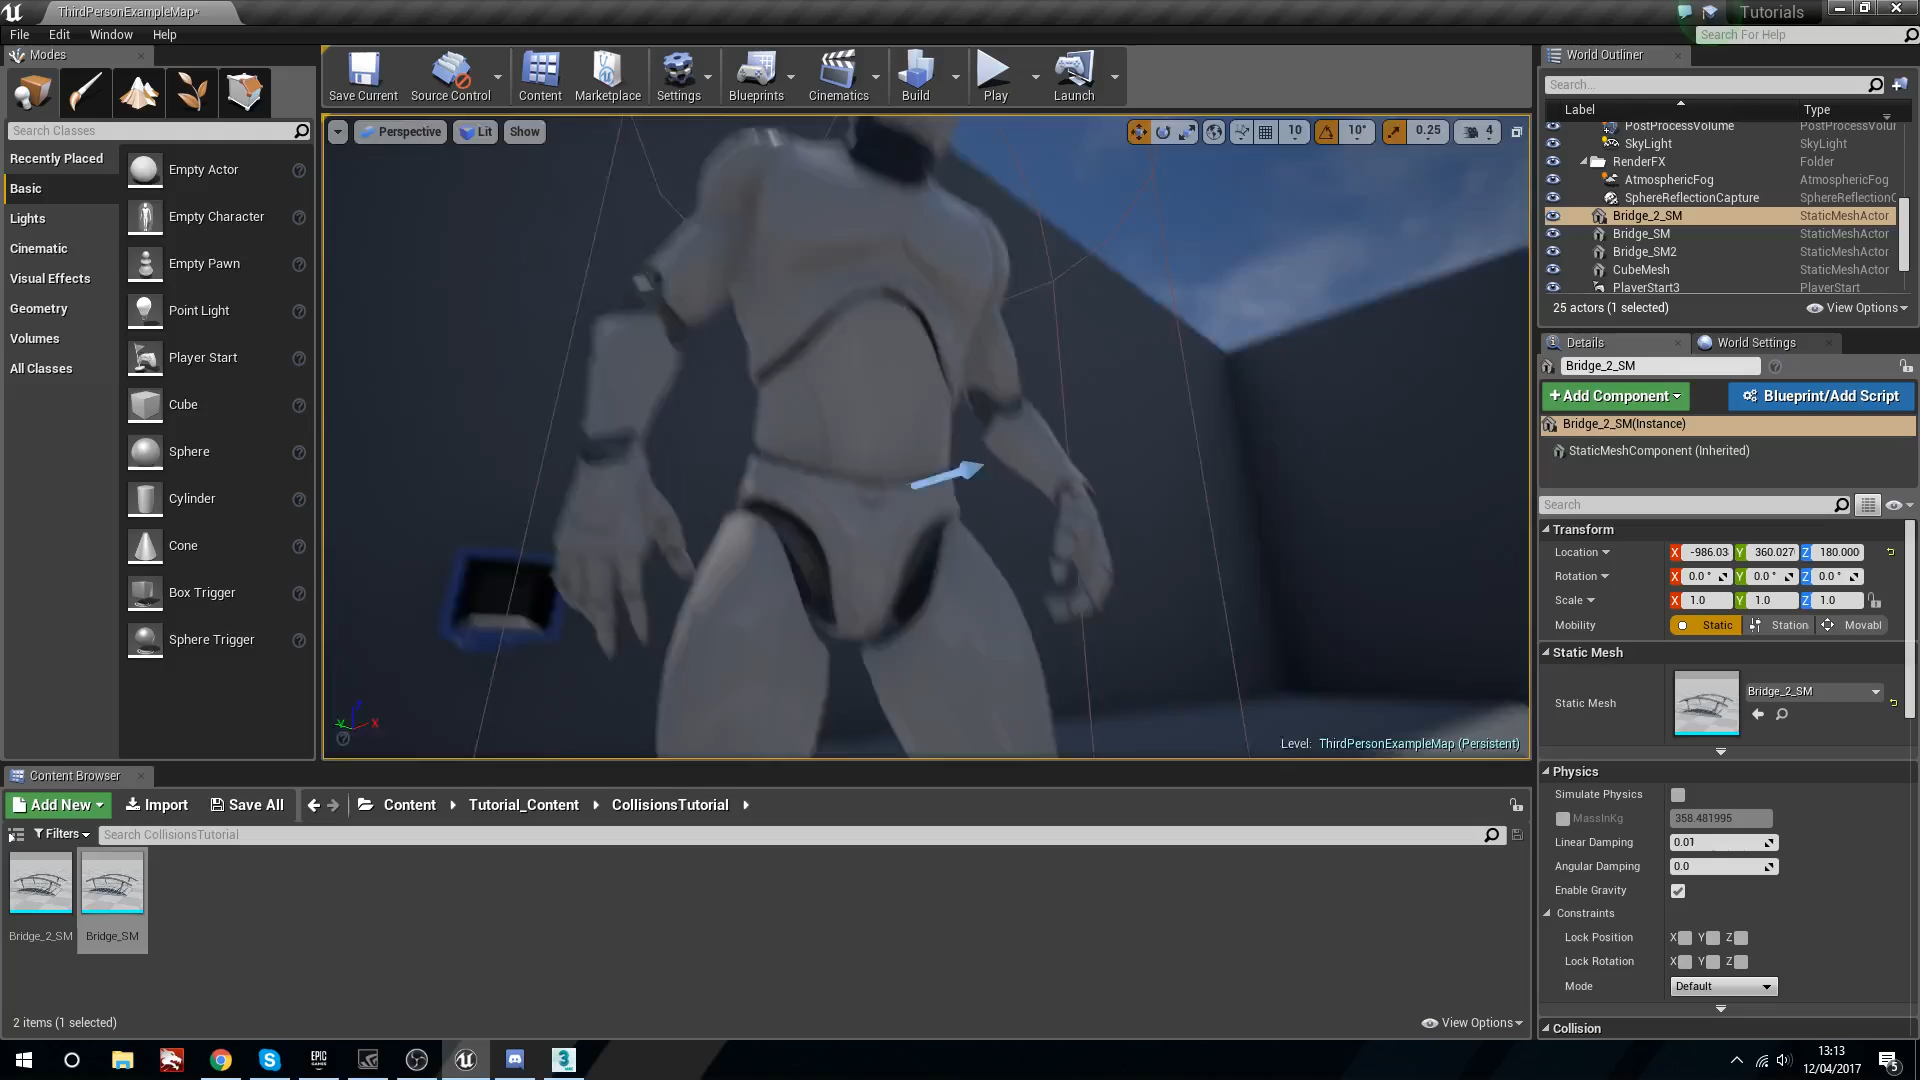 ThirdPersonExampleMap*
Tutorials
File Edit Window Help
Search For Help
Modes
Save Current
Source Control
Content
Marketplace
Settings
Blueprints
Cinematics
Build
Play
Launch
Search Classes
Recently Placed
Basic
Lights
Cinematic
Visual Effects
Geometry
Volumes
All Classes
Empty Actor
Empty Character
Empty Pawn
Point Light
Player Start
Cube
Sphere
Cylinder
Cone
Box Trigger
Sphere Trigger
Perspective
Lit
Show
10
10°
0.25
4
X
Level: ThirdPersonExampleMap (Persistent)
World Outliner
Search...
Label Type
PostProcessVolume PostProcessVolur
SkyLight SkyLight
RenderFX Folder
AtmosphericFog AtmosphericFog
SphereReflectionCapture SphereReflectionC
Bridge_2_SM StaticMeshActor
Bridge_SM StaticMeshActor
Bridge_SM2 StaticMeshActor
CubeMesh StaticMeshActor
PlayerStart3 PlayerStart
25 actors (1 selected) View Options
Details World Settings
Bridge_2_SM
+Add Component Blueprint/Add Script
Bridge_2_SM(Instance)
StaticMeshComponent (Inherited)
Search
Transform
Location X -986.03 Y 360.027 Z 180.000
Rotation X 0.0° Y 0.0° Z 0.0°
Scale X 1.0 Y 1.0 Z 1.0
Mobility Static Station Movabl
Static Mesh
Static Mesh Bridge_2_SM
Physics
Simulate Physics
MassInKg 358.481995
Linear Damping 0.01
Angular Damping 0.0
Enable Gravity
Constraints
Lock Position X Y Z
Lock Rotation X Y Z
Mode Default
Collision
Content Browser
Add New Import Save All Content Tutorial_Content CollisionsTutorial
Filters Search CollisionsTutorial
Bridge_2_SM Bridge_SM
2 items (1 selected) View Options
EPIC
GAMES
3
13:13
12/04/2017
5